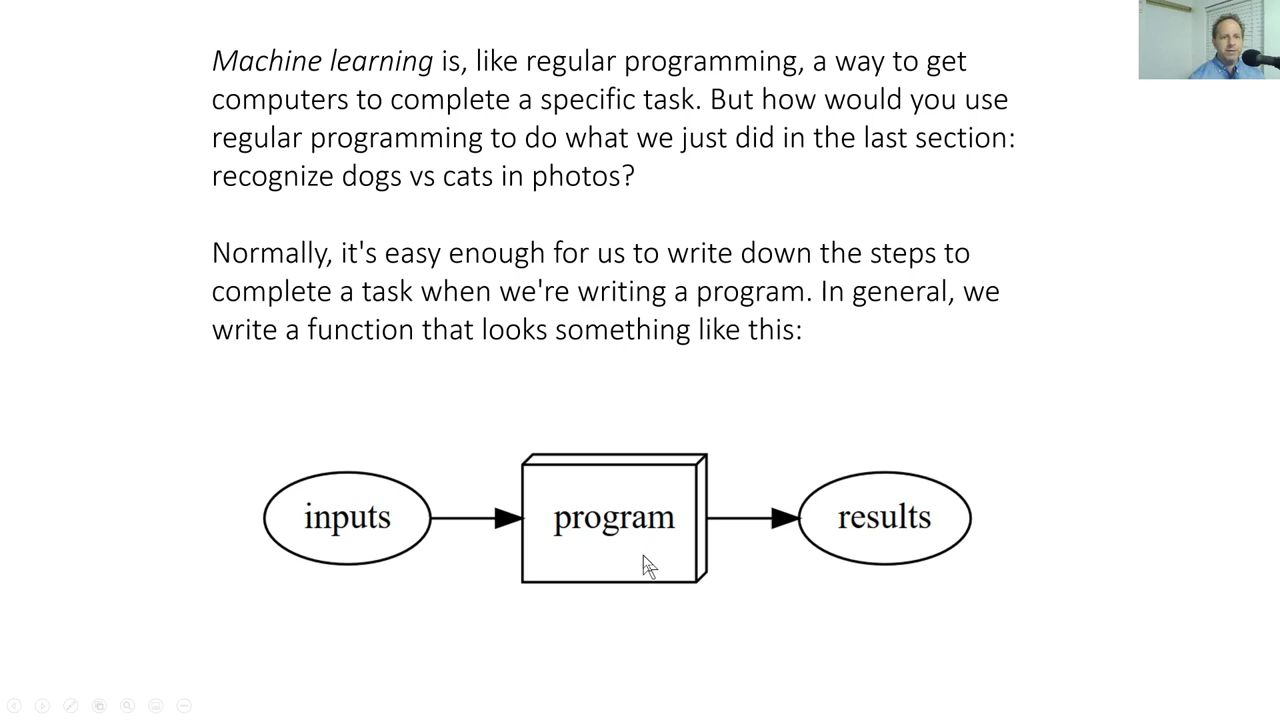 Machine learning is, like regular programming, a way to get
computers to complete a specific task. But how would you use
regular programming to do what we just did in the last section:
recognize dogs vs cats in photos?
Normally, it's easy enough for us to write down the steps to
complete a task when we're writing a program. In general, we
write a function that looks something like this:
inputs
program
results